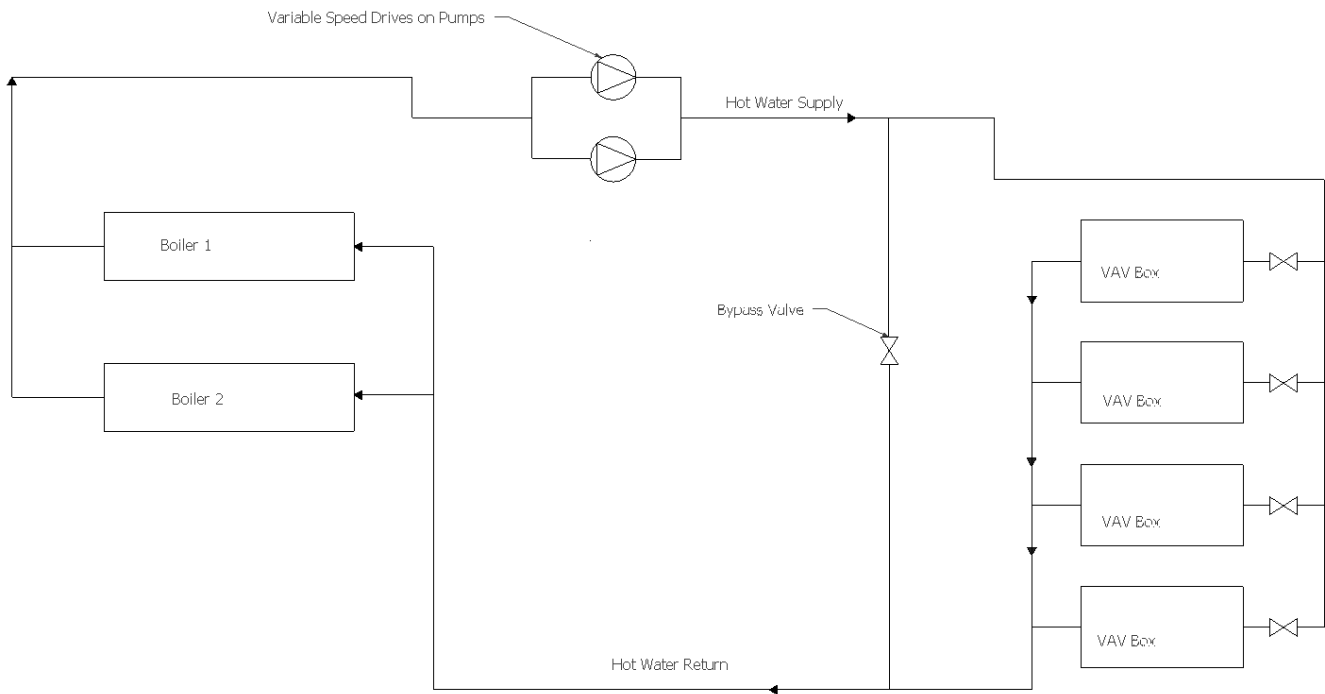 Variable Speed Drives on Pumps
Hot Water Supply
Boiler 1
VAV Box
Bypass Valve
Boiler 2
VAV Box
VAV Box
VAV Box
Hot Water Return